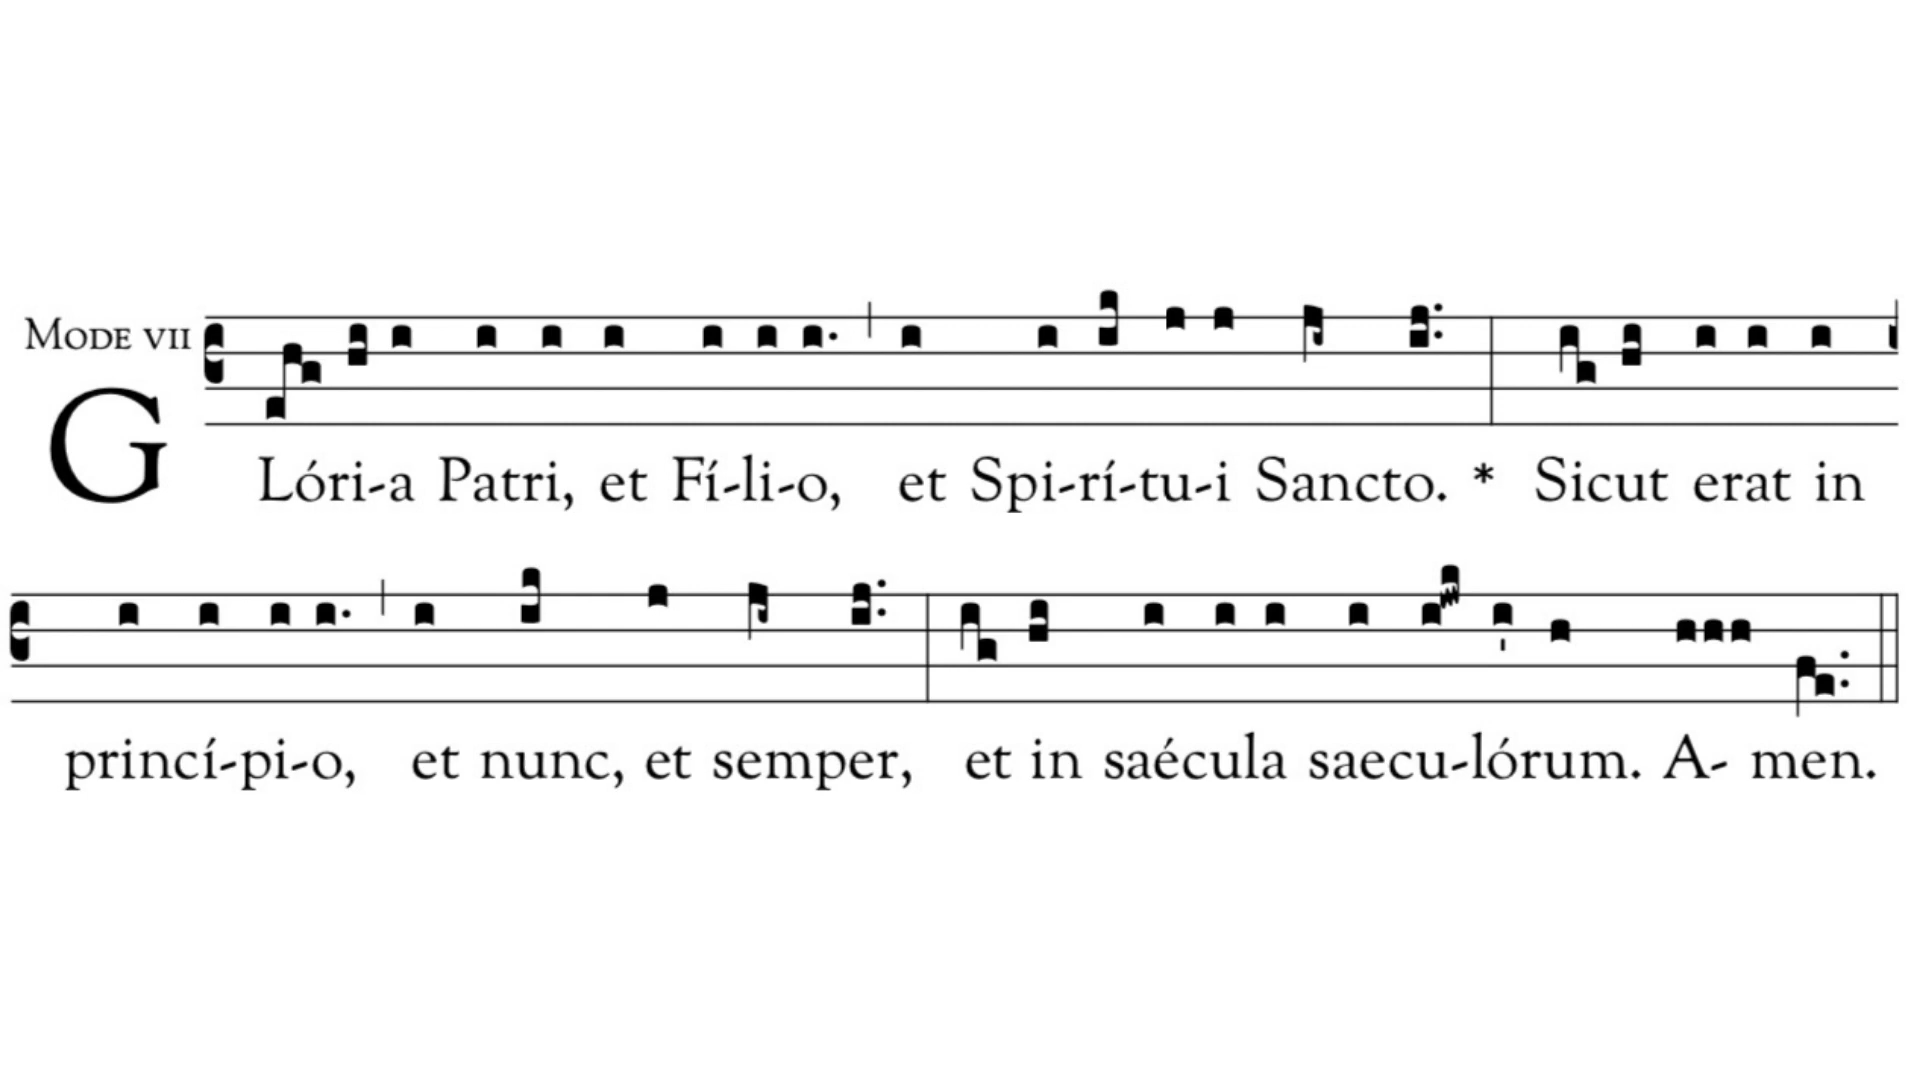 Mode vii
GLóri-a Patri, et Fí-li-o, et Spi-rí-tu-i Sancto. * Sicut erat in
princí-pi-o, et nunc, et semper, et in saécula saecu-lórum. A- men.